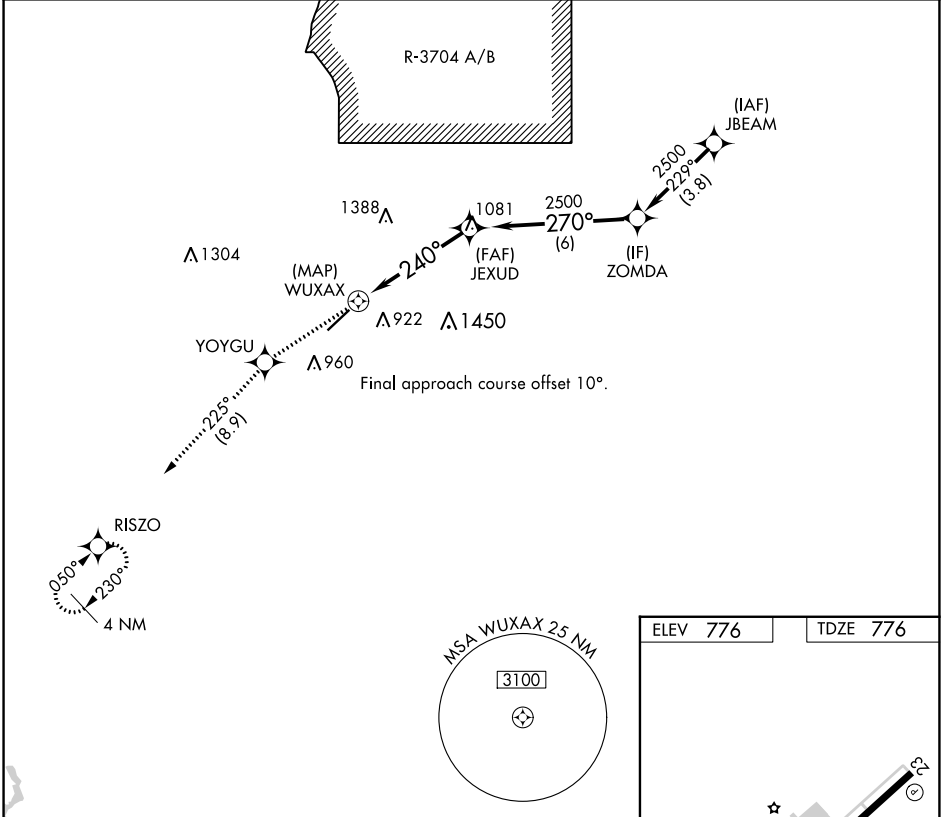 R-3704 A/B
(IAF)
JBEAM
2500
229°
(3.8)
1388
1081
2500
270°
(6)
1304
240°
(FAF)
JEXUD
(IF)
ZOMDA
(MAP)
WUXAX
922
1450
YOYGU
960
Final approach course offset 10°.
225°
(8.9)
RISZO
050°
230°
4 NM
MSA WUXAX 25 NM
3100
ELEV 776
TDZE 776
23
P